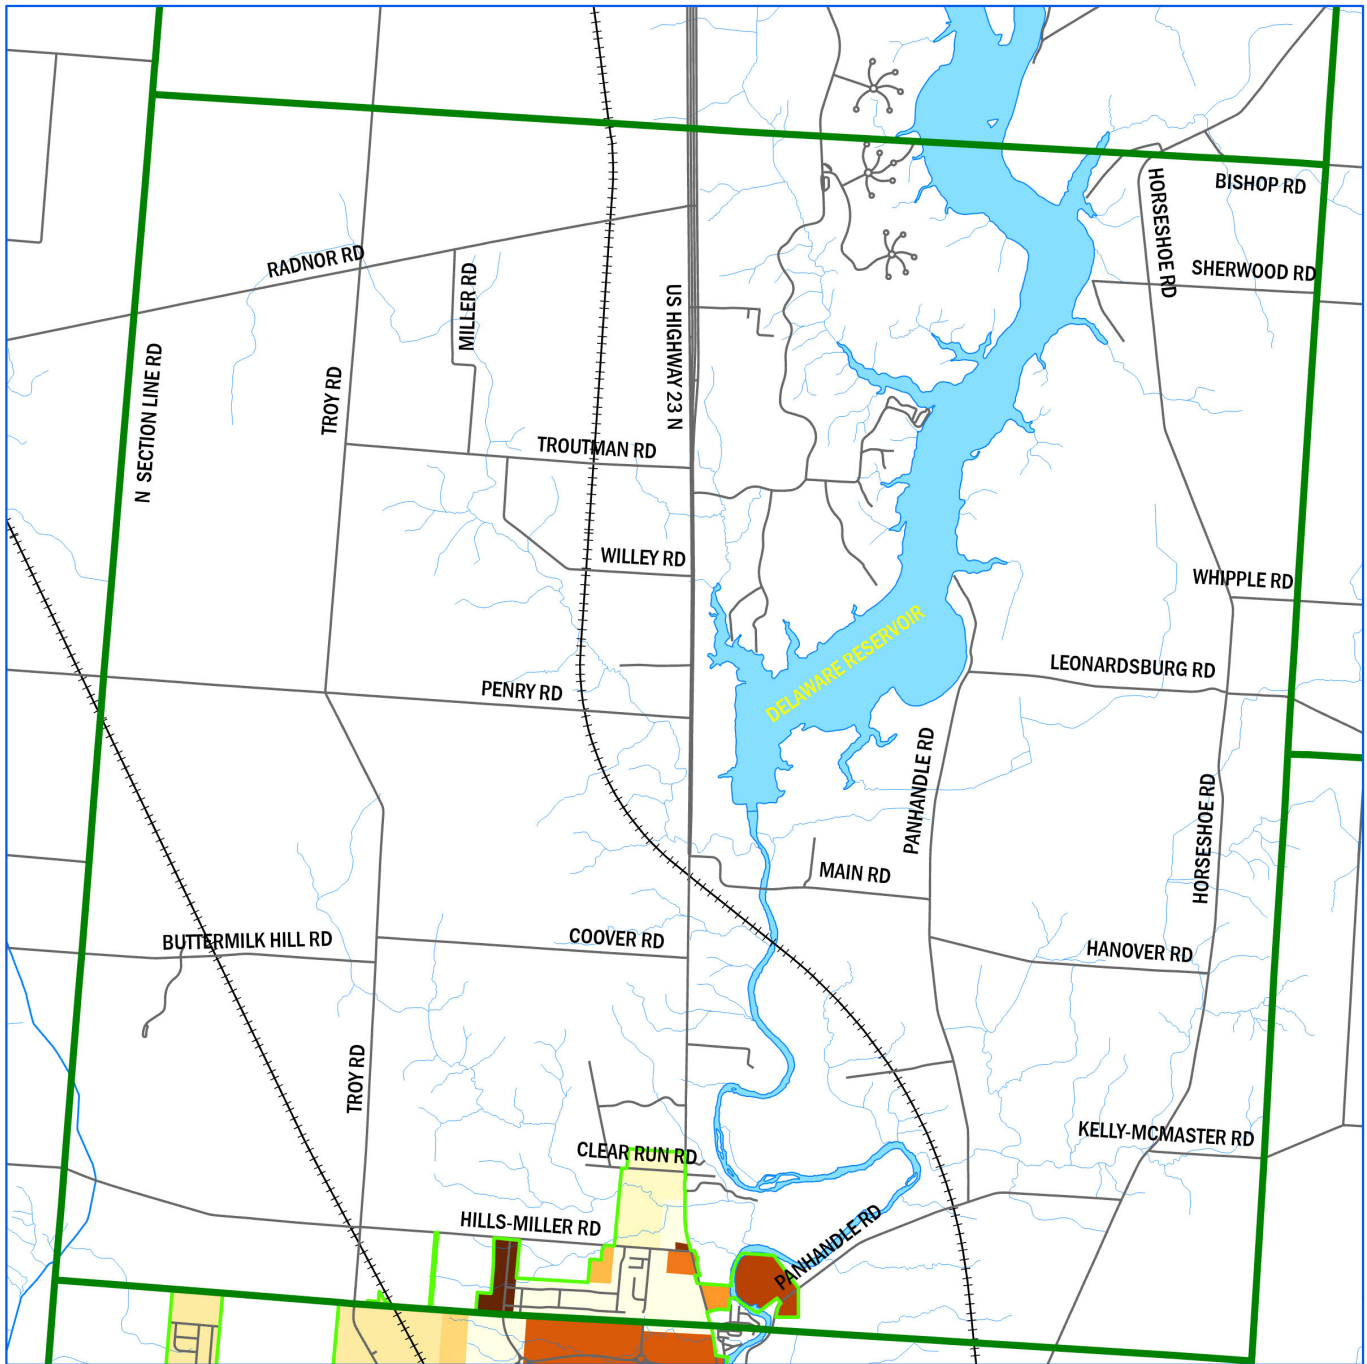 BISHOP RD
HORSESHOE RD
RADNOR RD
SHERWOOD RD
MILLER RD
US HIGHWAY 23 N
N SECTION LINE RD
TROY RD
TROUTMAN RD
WILLEY RD
WHIPPLE RD
DELAWARE RESERVOIR
LEONARDSBURG RD
PENRY RD
PANHANDLE RD
HORSESHOE RD
MAIN RD
BUTTERMILK HILL RD
COOVER RD
HANOVER RD
TROY RD
KELLY-MCMASTER RD
CLEAR RUN RD
HILLS-MILLER RD
PANHANDLE RD